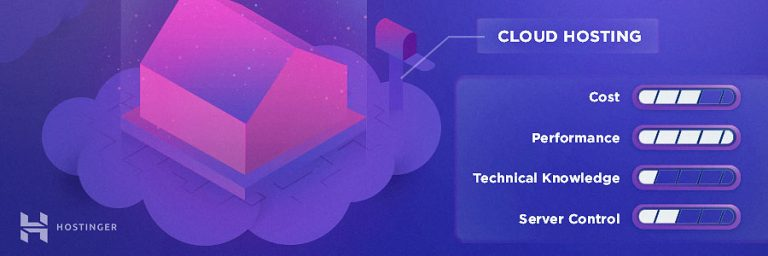 CLOUD HOSTING
Cost
Performance
Technical Knowledge
Server Control
HOSTINGER